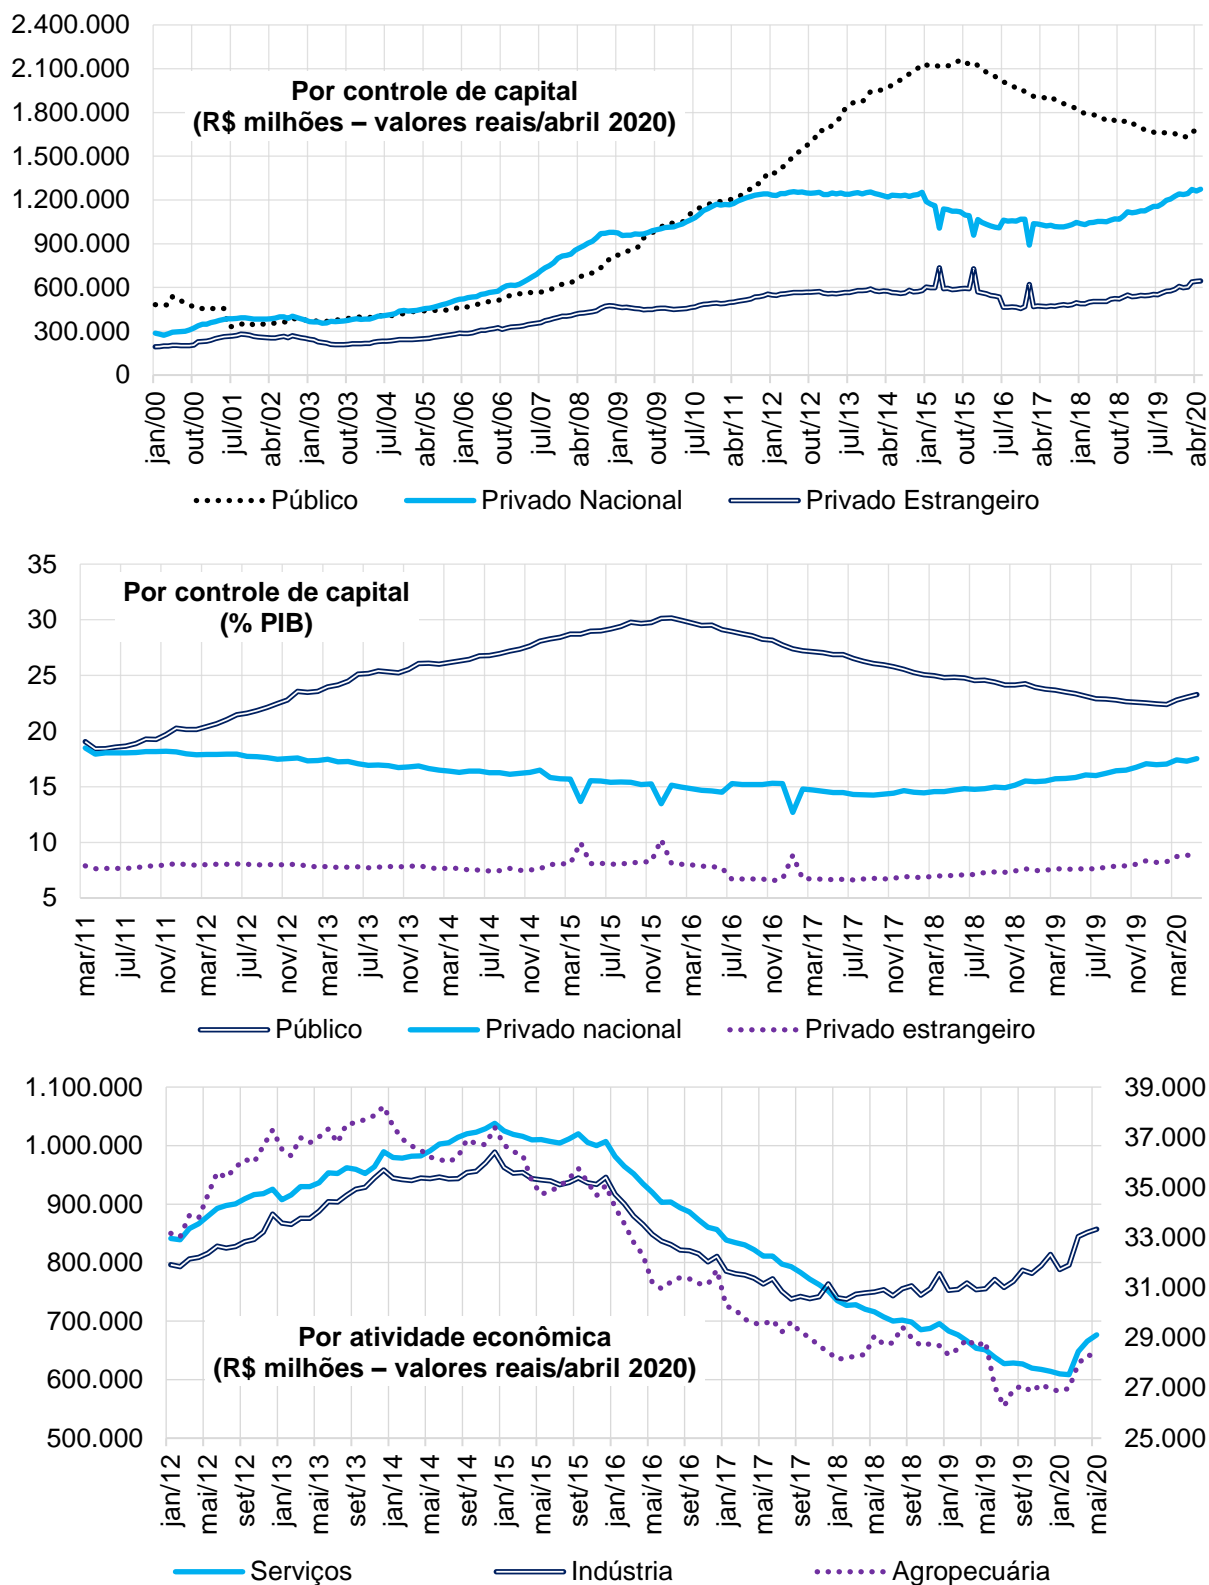 2.400.000
2.100.000
1.800.000
1.500.000
1.200.000
900.000
600.000
300.000
0
Por controle de capital
(R$ milhões – valores reais/abril 2020)
jan/00 out/00 jul/01 abr/02 jan/03 out/03 jul/04 abr/05 jan/06 out/06 jul/07 abr/08 jan/09 out/09 jul/10 abr/11 jan/12 out/12 jul/13 abr/14 jan/15 out/15 jul/16 abr/17 jan/18 out/18 jul/19 abr/20
Público Privado Nacional Privado Estrangeiro
35
30
25
20
15
10
5
Por controle de capital
(% PIB)
mar/11 jul/11 nov/11 mar/12 jul/12 nov/12 mar/13 jul/13 nov/13 mar/14 jul/14 nov/14 mar/15 jul/15 nov/15 mar/16 jul/16 nov/16 mar/17 jul/17 nov/17 mar/18 jul/18 nov/18 mar/19 jul/19 nov/19 mar/20
Público Privado nacional Privado estrangeiro
1.100.000
1.000.000
900.000
800.000
700.000
600.000
500.000
39.000
37.000
35.000
33.000
31.000
29.000
27.000
25.000
Por atividade econômica
(R$ milhões – valores reais/abril 2020)
jan/12 mai/12 set/12 jan/13 mai/13 set/13 jan/14 mai/14 set/14 jan/15 mai/15 set/15 jan/16 mai/16 set/16 jan/17 mai/17 set/17 jan/18 mai/18 set/18 jan/19 mai/19 set/19 jan/20 mai/20
Serviços Indústria Agropecuária